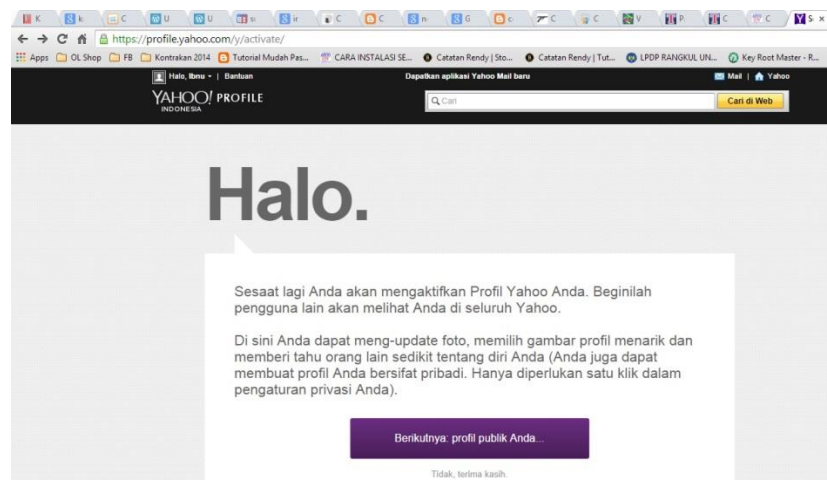 K k C U U ir C C n G c C C V P. C C S
https://profile.yahoo.com/y/activate/
Apps OL Shop FB Kontrakan 2014 Tutorial Mudah Pas... CARA INSTALASI SE... Catatan Rendy | Sto... Catatan Rendy | Tut... LPDP RANGKUL UN... Key Root Master - R...
Halo, Ibnu | Bantuan Dapatkan aplikasi Yahoo Mail baru Mail | Yahoo
YAHOO! PROFILE
INDONESIA
Cari Cari di Web
Halo.
Sesaat lagi Anda akan mengaktifkan Profil Yahoo Anda. Beginilah
pengguna lain akan melihat Anda di seluruh Yahoo.
Di sini Anda dapat meng-update foto, memilih gambar profil menarik dan
memberi tahu orang lain sedikit tentang diri Anda (Anda juga dapat
membuat profil Anda bersifat pribadi. Hanya diperlukan satu klik dalam
pengaturan privasi Anda).
Berikutnya: profil publik Anda...
Tidak, terima kasih.